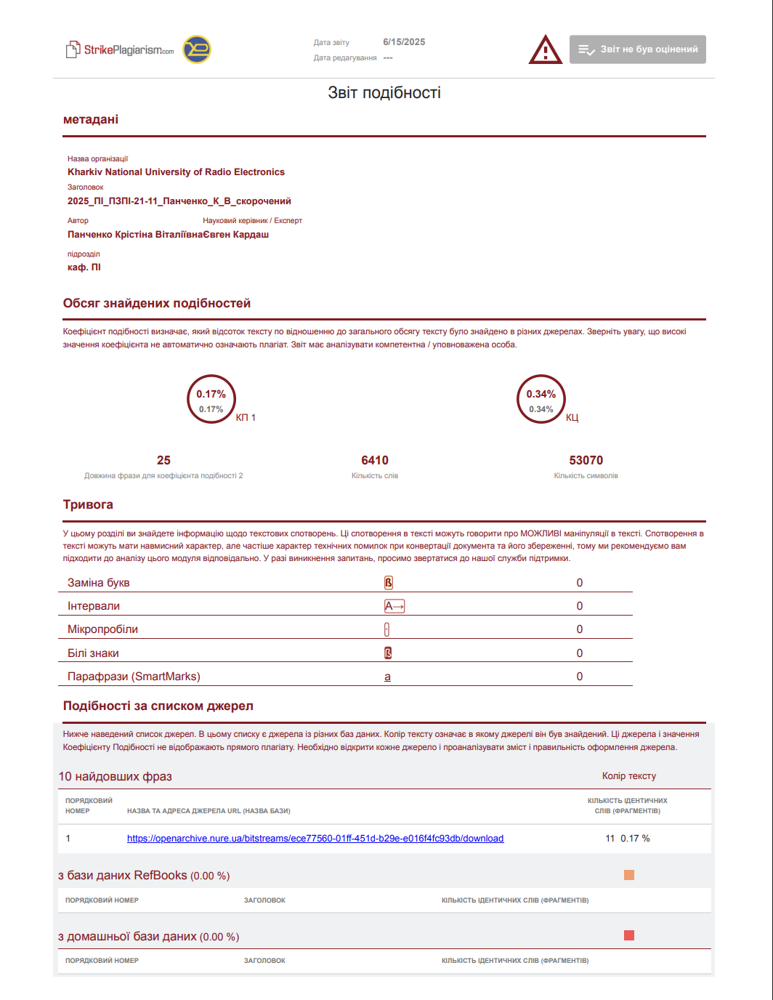 StrikePlagiarism.com
Дата звіту 6/15/2025
Дата редагування ---
Звіт не був оцінений
Звіт подібності
метадані
Назва організації
Kharkiv National University of Radio Electronics
Заголовок
2025_ПІ_ПЗПІ-21-11_Панченко_К_В_скорочений
Автор Науковий керівник / Експерт
Панченко Крістіна ВіталіївнаЄвген Кардаш
підрозділ
каф. ПІ
Обсяг знайдених подібностей
Коефіцієнт подібності визначає, який відсоток тексту по відношенню до загального обсягу тексту було знайдено в різних джерелах. Зверніть увагу, що високі
значення коефіцієнта не автоматично означають плагіат. Звіт має аналізувати компетентна / уповноважена особа.
0.17% 0.34%
0.17% 0.34%
КП 1 КЦ
25 6410 53070
Довжина фрази для коефіцієнта подібності 2 Кількість слів Кількість символів
Тривога
У цьому розділі ви знайдете інформацію щодо текстових спотворень. Ці спотворення в тексті можуть говорити про МОЖЛИВІ маніпуляції в тексті. Спотворення в
тексті можуть мати навмисний характер, але частіше характер технічних помилок при конвертації документа та його збереженні, тому ми рекомендуємо вам
підходити до аналізу цього модуля відповідально. У разі виникнення запитань, просимо звертатися до нашої служби підтримки.
Заміна букв ß 0
Інтервали A→ 0
Мікропробіли · 0
Білі знаки ß 0
Парафрази (SmartMarks) a 0
Подібності за списком джерел
Нижче наведений список джерел. В цьому списку є джерела із різних баз даних. Колір тексту означає в якому джерелі він був знайдений. Ці джерела і значення
Коефіцієнту Подібності не відображають прямого плагіату. Необхідно відкрити кожне джерело і проаналізувати зміст і правильність оформлення джерела.
10 найдовших фраз Колір тексту
ПОРЯДКОВИЙ КІЛЬКІСТЬ ІДЕНТИЧНИХ
НОМЕР НАЗВА ТА АДРЕСА ДЖЕРЕЛА URL (НАЗВА БАЗИ) СЛІВ (ФРАГМЕНТІВ)
1 https://openarchive.nure.ua/bitstreams/ece77560-01ff-451d-b29e-e016f4fc93db/download 11 0.17 %
з бази даних RefBooks (0.00 %)
ПОРЯДКОВИЙ НОМЕР ЗАГОЛОВОК КІЛЬКІСТЬ ІДЕНТИЧНИХ СЛІВ (ФРАГМЕНТІВ)
з домашньої бази даних (0.00 %)
ПОРЯДКОВИЙ НОМЕР ЗАГОЛОВОК КІЛЬКІСТЬ ІДЕНТИЧНИХ СЛІВ (ФРАГМЕНТІВ)